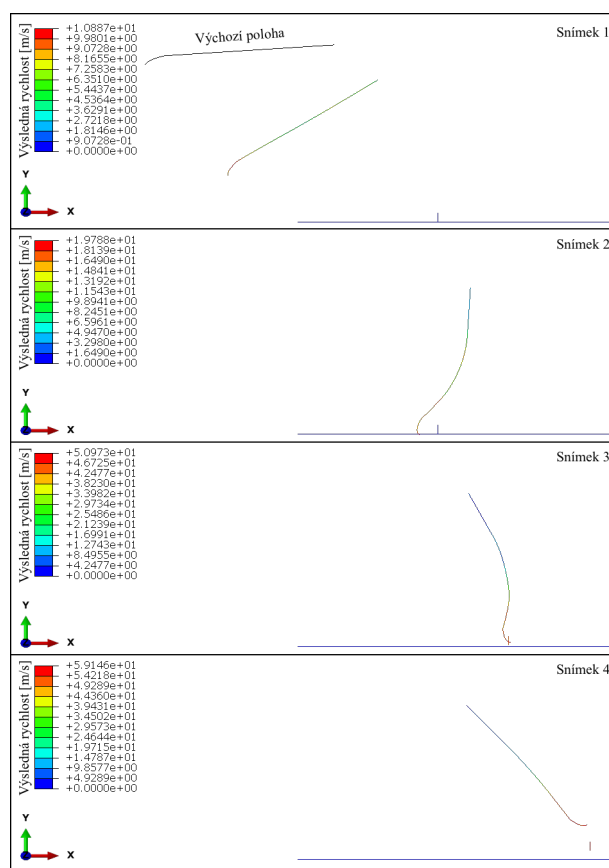 Výsledná rychlost [m/s]
+1.0887e+01
+9.9801e+00
+9.0728e+00
+8.1655e+00
+7.2583e+00
+6.3510e+00
+5.4437e+00
+4.5364e+00
+3.6291e+00
+2.7218e+00
+1.8146e+00
+9.0728e-01
+0.0000e+00
Výchozí poloha
Snímek 1
Y
X
Výsledná rychlost [m/s]
+1.9788e+01
+1.8139e+01
+1.6490e+01
+1.4841e+01
+1.3192e+01
+1.1543e+01
+9.8941e+00
+8.2451e+00
+6.5961e+00
+4.9470e+00
+3.2980e+00
+1.6490e+00
+0.0000e+00
Snímek 2
Y
X
Výsledná rychlost [m/s]
+5.0973e+01
+4.6725e+01
+4.2477e+01
+3.8230e+01
+3.3982e+01
+2.9734e+01
+2.5486e+01
+2.1239e+01
+1.6991e+01
+1.2743e+01
+8.4955e+00
+4.2477e+00
+0.0000e+00
Snímek 3
Y
X
Výsledná rychlost [m/s]
+5.9146e+01
+5.4218e+01
+4.9289e+01
+4.4360e+01
+3.9431e+01
+3.4502e+01
+2.9573e+01
+2.4644e+01
+1.9715e+01
+1.4787e+01
+9.8577e+00
+4.9289e+00
+0.0000e+00
Snímek 4
Y
X